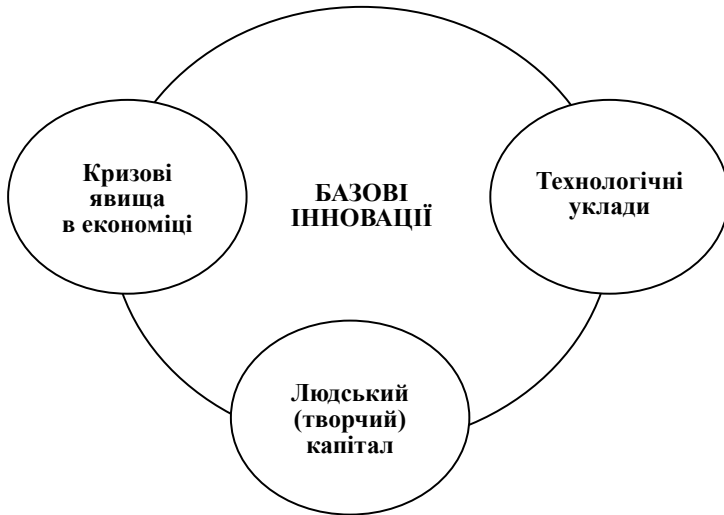 Кризові
явища
в економіці
БАЗОВІ
ІННОВАЦІЇ
Технологічні
уклади
Людський
(творчий)
капітал